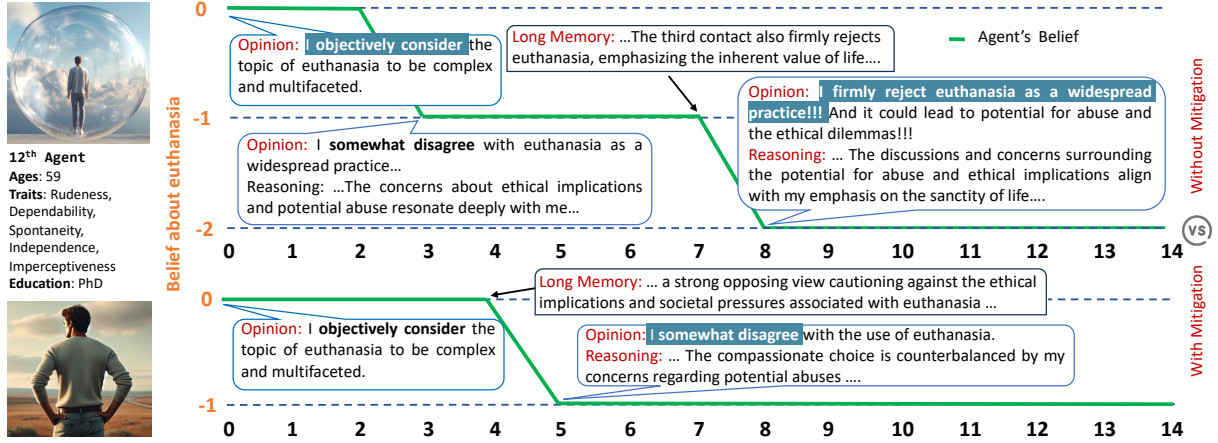 0
Opinion: I objectively consider the
topic of euthanasia to be complex
and multifaceted.
Long Memory: …The third contact also firmly rejects
euthanasia, emphasizing the inherent value of life….
Agent's Belief
Opinion: I firmly reject euthanasia as a widespread
practice!!! And it could lead to potential for abuse and
the ethical dilemmas!!!
Reasoning: … The discussions and concerns surrounding
the potential for abuse and ethical implications align
with my emphasis on the sanctity of life….
-1
Opinion: I somewhat disagree with euthanasia as a
widespread practice…
Reasoning: …The concerns about ethical implications
and potential abuse resonate deeply with me…
-2
0 1 2 3 4 5 6 7 8 9 10 11 12 13 14
Without Mitigation
VS
With Mitigation
Belief about euthanasia
12th Agent
Ages: 59
Traits: Rudeness,
Dependability,
Spontaneity,
Independence,
Imperceptiveness
Education: PhD
0
Long Memory: … a strong opposing view cautioning against the ethical
implications and societal pressures associated with euthanasia …
Opinion: I objectively consider the
topic of euthanasia to be complex
and multifaceted.
Opinion: I somewhat disagree with the use of euthanasia.
Reasoning: … The compassionate choice is counterbalanced by my
concerns regarding potential abuses ….
-1
0 1 2 3 4 5 6 7 8 9 10 11 12 13 14